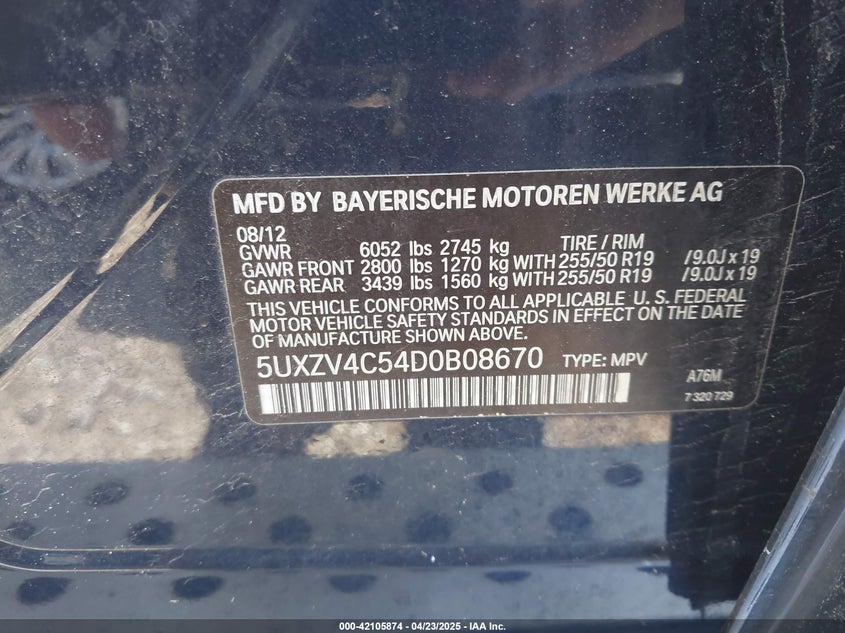 MFD BY BAYERISCHE MOTOREN WERKE AG
08/12
GVWR 6052 lbs 2745 kg TIRE / RIM
GAWR FRONT 2800 lbs 1270 kg WITH 255/50 R19 /9.0J x 19
GAWR REAR 3439 lbs 1560 kg WITH 255/50 R19 /9.0J x 19
THIS VEHICLE CONFORMS TO ALL APPLICABLE U.S. FEDERAL
MOTOR VEHICLE SAFETY STANDARDS IN EFFECT ON THE DATE
OF MANUFACTURE SHOWN ABOVE.
5UXZV4C54D0B08670 TYPE: MPV
A76M
7 320 729
000-42105874 / 04/23/2025 - IAA Inc.